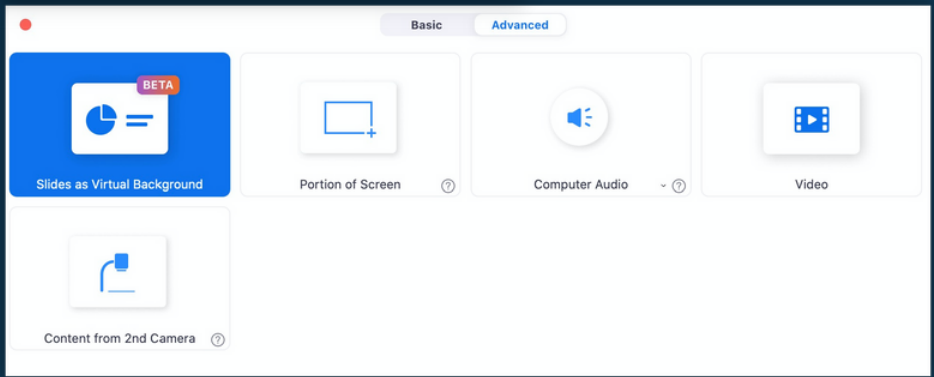 Basic
Advanced
BETA
Slides as Virtual Background
Portion of Screen
?
Computer Audio
?
Video
Content from 2nd Camera
?